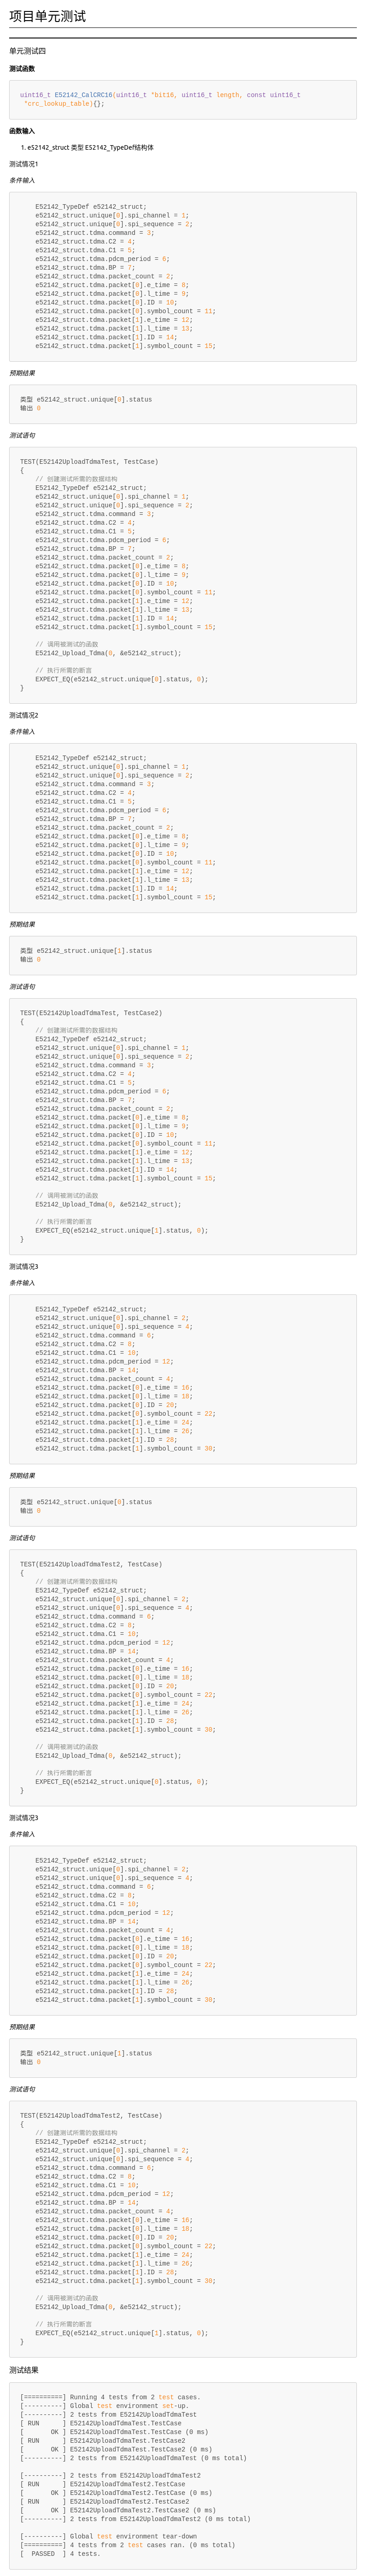 项目单元测试
单元测试四
测试函数
uint16_t E52142_CalCRC16(uint16_t *bit16, uint16_t length, const uint16_t
 *crc_lookup_table){};
函数输入
1. e52142_struct 类型 E52142_TypeDef结构体
测试情况1
条件输入
    E52142_TypeDef e52142_struct;
    e52142_struct.unique[0].spi_channel = 1;
    e52142_struct.unique[0].spi_sequence = 2;
    e52142_struct.tdma.command = 3;
    e52142_struct.tdma.C2 = 4;
    e52142_struct.tdma.C1 = 5;
    e52142_struct.tdma.pdcm_period = 6;
    e52142_struct.tdma.BP = 7;
    e52142_struct.tdma.packet_count = 2;
    e52142_struct.tdma.packet[0].e_time = 8;
    e52142_struct.tdma.packet[0].l_time = 9;
    e52142_struct.tdma.packet[0].ID = 10;
    e52142_struct.tdma.packet[0].symbol_count = 11;
    e52142_struct.tdma.packet[1].e_time = 12;
    e52142_struct.tdma.packet[1].l_time = 13;
    e52142_struct.tdma.packet[1].ID = 14;
    e52142_struct.tdma.packet[1].symbol_count = 15;
预期结果
类型 e52142_struct.unique[0].status
输出 0
测试语句
TEST(E52142UploadTdmaTest, TestCase)
{
    // 创建测试所需的数据结构
    E52142_TypeDef e52142_struct;
    e52142_struct.unique[0].spi_channel = 1;
    e52142_struct.unique[0].spi_sequence = 2;
    e52142_struct.tdma.command = 3;
    e52142_struct.tdma.C2 = 4;
    e52142_struct.tdma.C1 = 5;
    e52142_struct.tdma.pdcm_period = 6;
    e52142_struct.tdma.BP = 7;
    e52142_struct.tdma.packet_count = 2;
    e52142_struct.tdma.packet[0].e_time = 8;
    e52142_struct.tdma.packet[0].l_time = 9;
    e52142_struct.tdma.packet[0].ID = 10;
    e52142_struct.tdma.packet[0].symbol_count = 11;
    e52142_struct.tdma.packet[1].e_time = 12;
    e52142_struct.tdma.packet[1].l_time = 13;
    e52142_struct.tdma.packet[1].ID = 14;
    e52142_struct.tdma.packet[1].symbol_count = 15;
    // 调用被测试的函数
    E52142_Upload_Tdma(0, &e52142_struct);
    // 执行所需的断言
    EXPECT_EQ(e52142_struct.unique[0].status, 0);
}
测试情况2
条件输入
    E52142_TypeDef e52142_struct;
    e52142_struct.unique[0].spi_channel = 1;
    e52142_struct.unique[0].spi_sequence = 2;
    e52142_struct.tdma.command = 3;
    e52142_struct.tdma.C2 = 4;
    e52142_struct.tdma.C1 = 5;
    e52142_struct.tdma.pdcm_period = 6;
    e52142_struct.tdma.BP = 7;
    e52142_struct.tdma.packet_count = 2;
    e52142_struct.tdma.packet[0].e_time = 8;
    e52142_struct.tdma.packet[0].l_time = 9;
    e52142_struct.tdma.packet[0].ID = 10;
    e52142_struct.tdma.packet[0].symbol_count = 11;
    e52142_struct.tdma.packet[1].e_time = 12;
    e52142_struct.tdma.packet[1].l_time = 13;
    e52142_struct.tdma.packet[1].ID = 14;
    e52142_struct.tdma.packet[1].symbol_count = 15;
预期结果
类型 e52142_struct.unique[1].status
输出 0
测试语句
TEST(E52142UploadTdmaTest, TestCase2)
{
    // 创建测试所需的数据结构
    E52142_TypeDef e52142_struct;
    e52142_struct.unique[0].spi_channel = 1;
    e52142_struct.unique[0].spi_sequence = 2;
    e52142_struct.tdma.command = 3;
    e52142_struct.tdma.C2 = 4;
    e52142_struct.tdma.C1 = 5;
    e52142_struct.tdma.pdcm_period = 6;
    e52142_struct.tdma.BP = 7;
    e52142_struct.tdma.packet_count = 2;
    e52142_struct.tdma.packet[0].e_time = 8;
    e52142_struct.tdma.packet[0].l_time = 9;
    e52142_struct.tdma.packet[0].ID = 10;
    e52142_struct.tdma.packet[0].symbol_count = 11;
    e52142_struct.tdma.packet[1].e_time = 12;
    e52142_struct.tdma.packet[1].l_time = 13;
    e52142_struct.tdma.packet[1].ID = 14;
    e52142_struct.tdma.packet[1].symbol_count = 15;
    // 调用被测试的函数
    E52142_Upload_Tdma(0, &e52142_struct);
    // 执行所需的断言
    EXPECT_EQ(e52142_struct.unique[1].status, 0);
}
测试情况3
条件输入
    E52142_TypeDef e52142_struct;
    e52142_struct.unique[0].spi_channel = 2;
    e52142_struct.unique[0].spi_sequence = 4;
    e52142_struct.tdma.command = 6;
    e52142_struct.tdma.C2 = 8;
    e52142_struct.tdma.C1 = 10;
    e52142_struct.tdma.pdcm_period = 12;
    e52142_struct.tdma.BP = 14;
    e52142_struct.tdma.packet_count = 4;
    e52142_struct.tdma.packet[0].e_time = 16;
    e52142_struct.tdma.packet[0].l_time = 18;
    e52142_struct.tdma.packet[0].ID = 20;
    e52142_struct.tdma.packet[0].symbol_count = 22;
    e52142_struct.tdma.packet[1].e_time = 24;
    e52142_struct.tdma.packet[1].l_time = 26;
    e52142_struct.tdma.packet[1].ID = 28;
    e52142_struct.tdma.packet[1].symbol_count = 30;
预期结果
类型 e52142_struct.unique[0].status
输出 0
测试语句
TEST(E52142UploadTdmaTest2, TestCase)
{
    // 创建测试所需的数据结构
    E52142_TypeDef e52142_struct;
    e52142_struct.unique[0].spi_channel = 2;
    e52142_struct.unique[0].spi_sequence = 4;
    e52142_struct.tdma.command = 6;
    e52142_struct.tdma.C2 = 8;
    e52142_struct.tdma.C1 = 10;
    e52142_struct.tdma.pdcm_period = 12;
    e52142_struct.tdma.BP = 14;
    e52142_struct.tdma.packet_count = 4;
    e52142_struct.tdma.packet[0].e_time = 16;
    e52142_struct.tdma.packet[0].l_time = 18;
    e52142_struct.tdma.packet[0].ID = 20;
    e52142_struct.tdma.packet[0].symbol_count = 22;
    e52142_struct.tdma.packet[1].e_time = 24;
    e52142_struct.tdma.packet[1].l_time = 26;
    e52142_struct.tdma.packet[1].ID = 28;
    e52142_struct.tdma.packet[1].symbol_count = 30;
    // 调用被测试的函数
    E52142_Upload_Tdma(0, &e52142_struct);
    // 执行所需的断言
    EXPECT_EQ(e52142_struct.unique[0].status, 0);
}
测试情况3
条件输入
    E52142_TypeDef e52142_struct;
    e52142_struct.unique[0].spi_channel = 2;
    e52142_struct.unique[0].spi_sequence = 4;
    e52142_struct.tdma.command = 6;
    e52142_struct.tdma.C2 = 8;
    e52142_struct.tdma.C1 = 10;
    e52142_struct.tdma.pdcm_period = 12;
    e52142_struct.tdma.BP = 14;
    e52142_struct.tdma.packet_count = 4;
    e52142_struct.tdma.packet[0].e_time = 16;
    e52142_struct.tdma.packet[0].l_time = 18;
    e52142_struct.tdma.packet[0].ID = 20;
    e52142_struct.tdma.packet[0].symbol_count = 22;
    e52142_struct.tdma.packet[1].e_time = 24;
    e52142_struct.tdma.packet[1].l_time = 26;
    e52142_struct.tdma.packet[1].ID = 28;
    e52142_struct.tdma.packet[1].symbol_count = 30;
预期结果
类型 e52142_struct.unique[1].status
输出 0
测试语句
TEST(E52142UploadTdmaTest2, TestCase)
{
    // 创建测试所需的数据结构
    E52142_TypeDef e52142_struct;
    e52142_struct.unique[0].spi_channel = 2;
    e52142_struct.unique[0].spi_sequence = 4;
    e52142_struct.tdma.command = 6;
    e52142_struct.tdma.C2 = 8;
    e52142_struct.tdma.C1 = 10;
    e52142_struct.tdma.pdcm_period = 12;
    e52142_struct.tdma.BP = 14;
    e52142_struct.tdma.packet_count = 4;
    e52142_struct.tdma.packet[0].e_time = 16;
    e52142_struct.tdma.packet[0].l_time = 18;
    e52142_struct.tdma.packet[0].ID = 20;
    e52142_struct.tdma.packet[0].symbol_count = 22;
    e52142_struct.tdma.packet[1].e_time = 24;
    e52142_struct.tdma.packet[1].l_time = 26;
    e52142_struct.tdma.packet[1].ID = 28;
    e52142_struct.tdma.packet[1].symbol_count = 30;
    // 调用被测试的函数
    E52142_Upload_Tdma(0, &e52142_struct);
    // 执行所需的断言
    EXPECT_EQ(e52142_struct.unique[1].status, 0);
}
测试结果
[==========] Running 4 tests from 2 test cases.
[----------] Global test environment set-up.
[----------] 2 tests from E52142UploadTdmaTest
[ RUN      ] E52142UploadTdmaTest.TestCase
[       OK ] E52142UploadTdmaTest.TestCase (0 ms)
[ RUN      ] E52142UploadTdmaTest.TestCase2
[       OK ] E52142UploadTdmaTest.TestCase2 (0 ms)
[----------] 2 tests from E52142UploadTdmaTest (0 ms total)
[----------] 2 tests from E52142UploadTdmaTest2
[ RUN      ] E52142UploadTdmaTest2.TestCase
[       OK ] E52142UploadTdmaTest2.TestCase (0 ms)
[ RUN      ] E52142UploadTdmaTest2.TestCase2
[       OK ] E52142UploadTdmaTest2.TestCase2 (0 ms)
[----------] 2 tests from E52142UploadTdmaTest2 (0 ms total)
[----------] Global test environment tear-down
[==========] 4 tests from 2 test cases ran. (0 ms total)
[  PASSED  ] 4 tests.